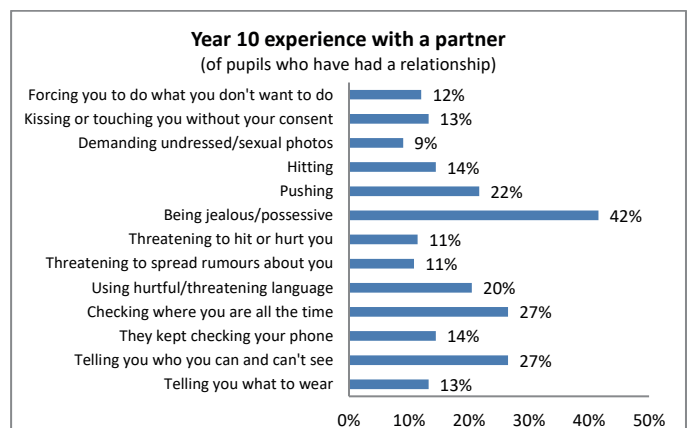 Year 10 experience with a partner
(of pupils who have had a relationship)
Forcing you to do what you don't want to do 12%
Kissing or touching you without your consent 13%
Demanding undressed/sexual photos 9%
Hitting 14%
Pushing 22%
Being jealous/possessive 42%
Threatening to hit or hurt you 11%
Threatening to spread rumours about you 11%
Using hurtful/threatening language 20%
Checking where you are all the time 27%
They kept checking your phone 14%
Telling you who you can and can't see 27%
Telling you what to wear 13%
0% 10% 20% 30% 40% 50%